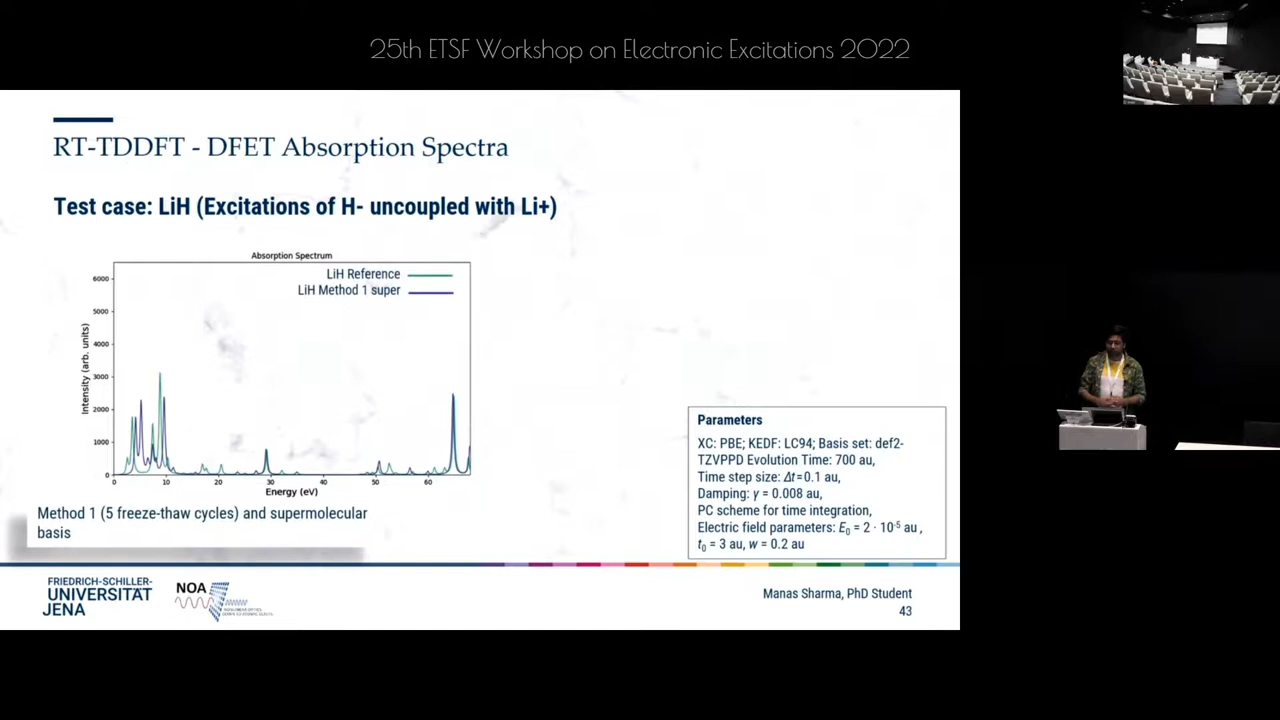 25th ETSF Workshop on Electronic Excitations 2022
RT-TDDFT - DFET Absorption Spectra
Test case: LiH (Excitations of H- uncoupled with Li+)
Absorption Spectrum
LiH Reference
LiH Method 1 super
Intensity (arb. units)
6000
5000
4000
3000
2000
1000
0
0 10 20 30 40 50 60
Energy (eV)
Method 1 (5 freeze-thaw cycles) and supermolecular
basis
Parameters
XC: PBE; KEDF: LC94; Basis set: def2-
TZVPPD Evolution Time: 700 au,
Time step size: Δt=0.1 au,
Damping: γ = 0.008 au,
PC scheme for time integration,
Electric field parameters: E₀ = 2 · 10⁻⁵ au ,
t₀ = 3 au, w = 0.2 au
FRIEDRICH-SCHILLER-
UNIVERSITÄT
JENA
NOA
Manas Sharma, PhD Student
43